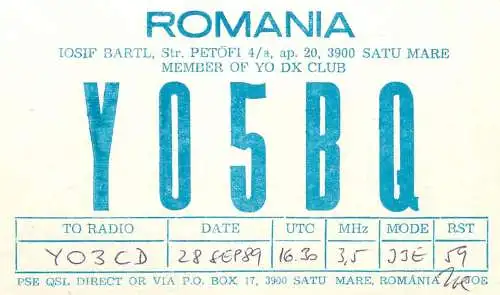 ROMANIA
IOSIF BARTL, Str. PETŐFI 4/a, ap. 20, 3900 SATU MARE
MEMBER OF YO DX CLUB
YO5BQ
TO RADIO DATE UTC MHz MODE RST
YO3CD 28 SEP 89 16.30 3,5 J3E 59
PSE QSL DIRECT OR VIA P.O. BOX 17, 3900 SATU MARE, ROMÂNIA